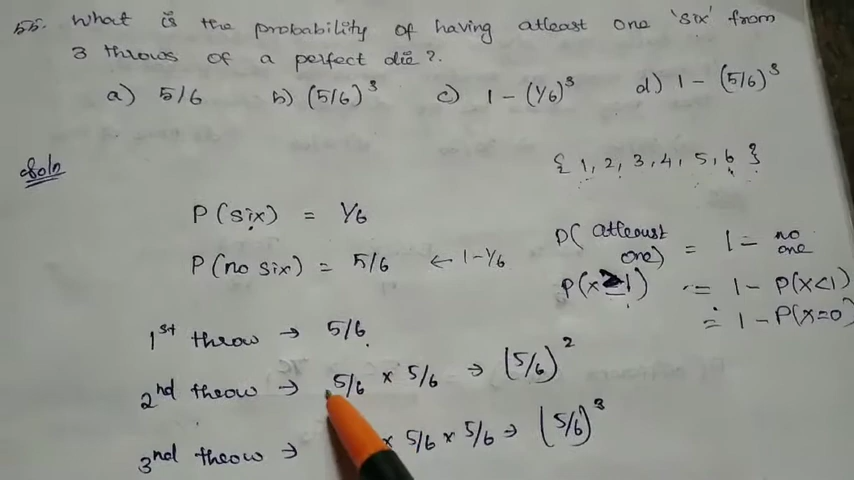 55. What is the probability of having atleast one 'six' from
3 throws of a perfect die?.
a) 5/6 b) (5/6)³ c) 1 - (1/6)³ d) 1 - (5/6)³
Soln
{ 1, 2, 3, 4, 5, 6 }
P(six) = 1/6
P(no six) = 5/6 ← 1-1/6
P( atleast one) = 1 - no one
P(x≥1) = 1 - P(x<1)
= 1 - P(x=0)
1st throw → 5/6.
2nd throw → 5/6 × 5/6 → (5/6)²
3rd throw → × 5/6 × 5/6 → (5/6)³